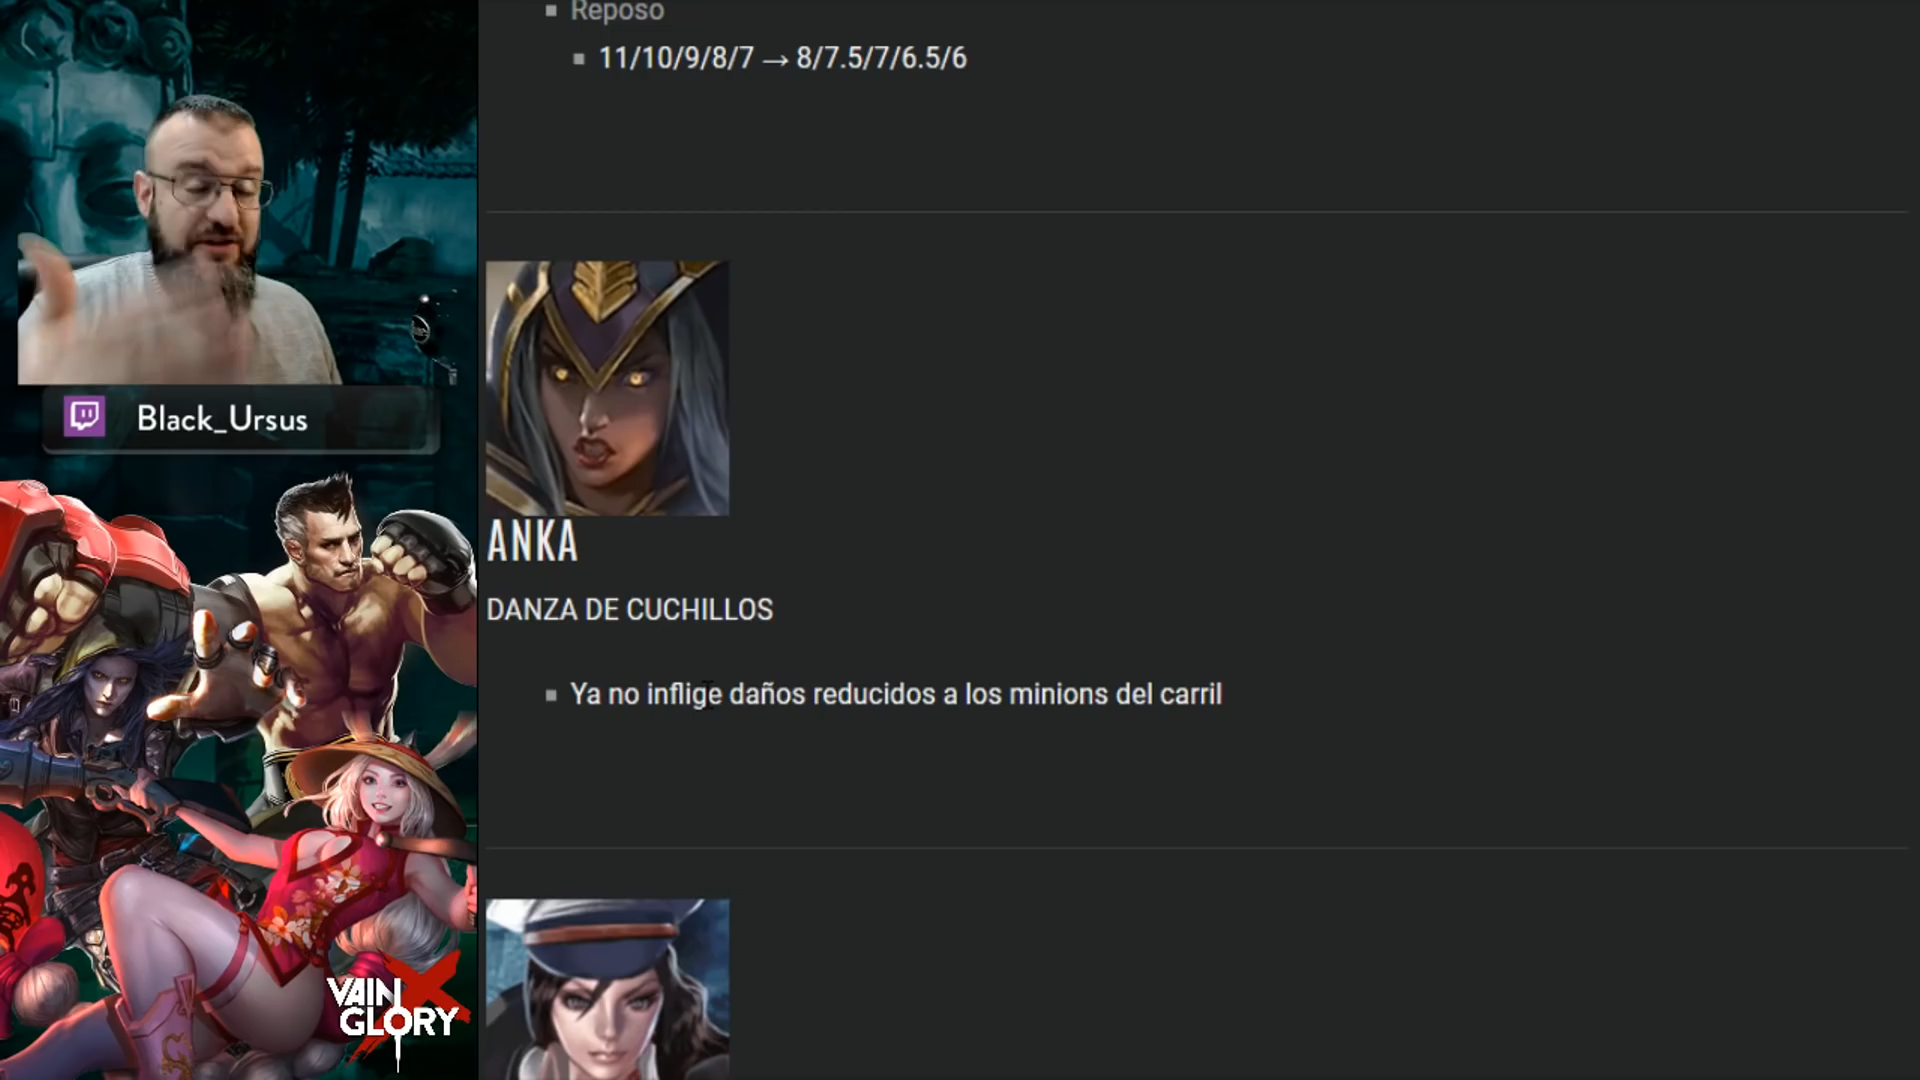 Reposo
11/10/9/8/7 → 8/7.5/7/6.5/6
Black_Ursus
ANKA
DANZA DE CUCHILLOS
Ya no inflige daños reducidos a los minions del carril
VAIN
GLORY